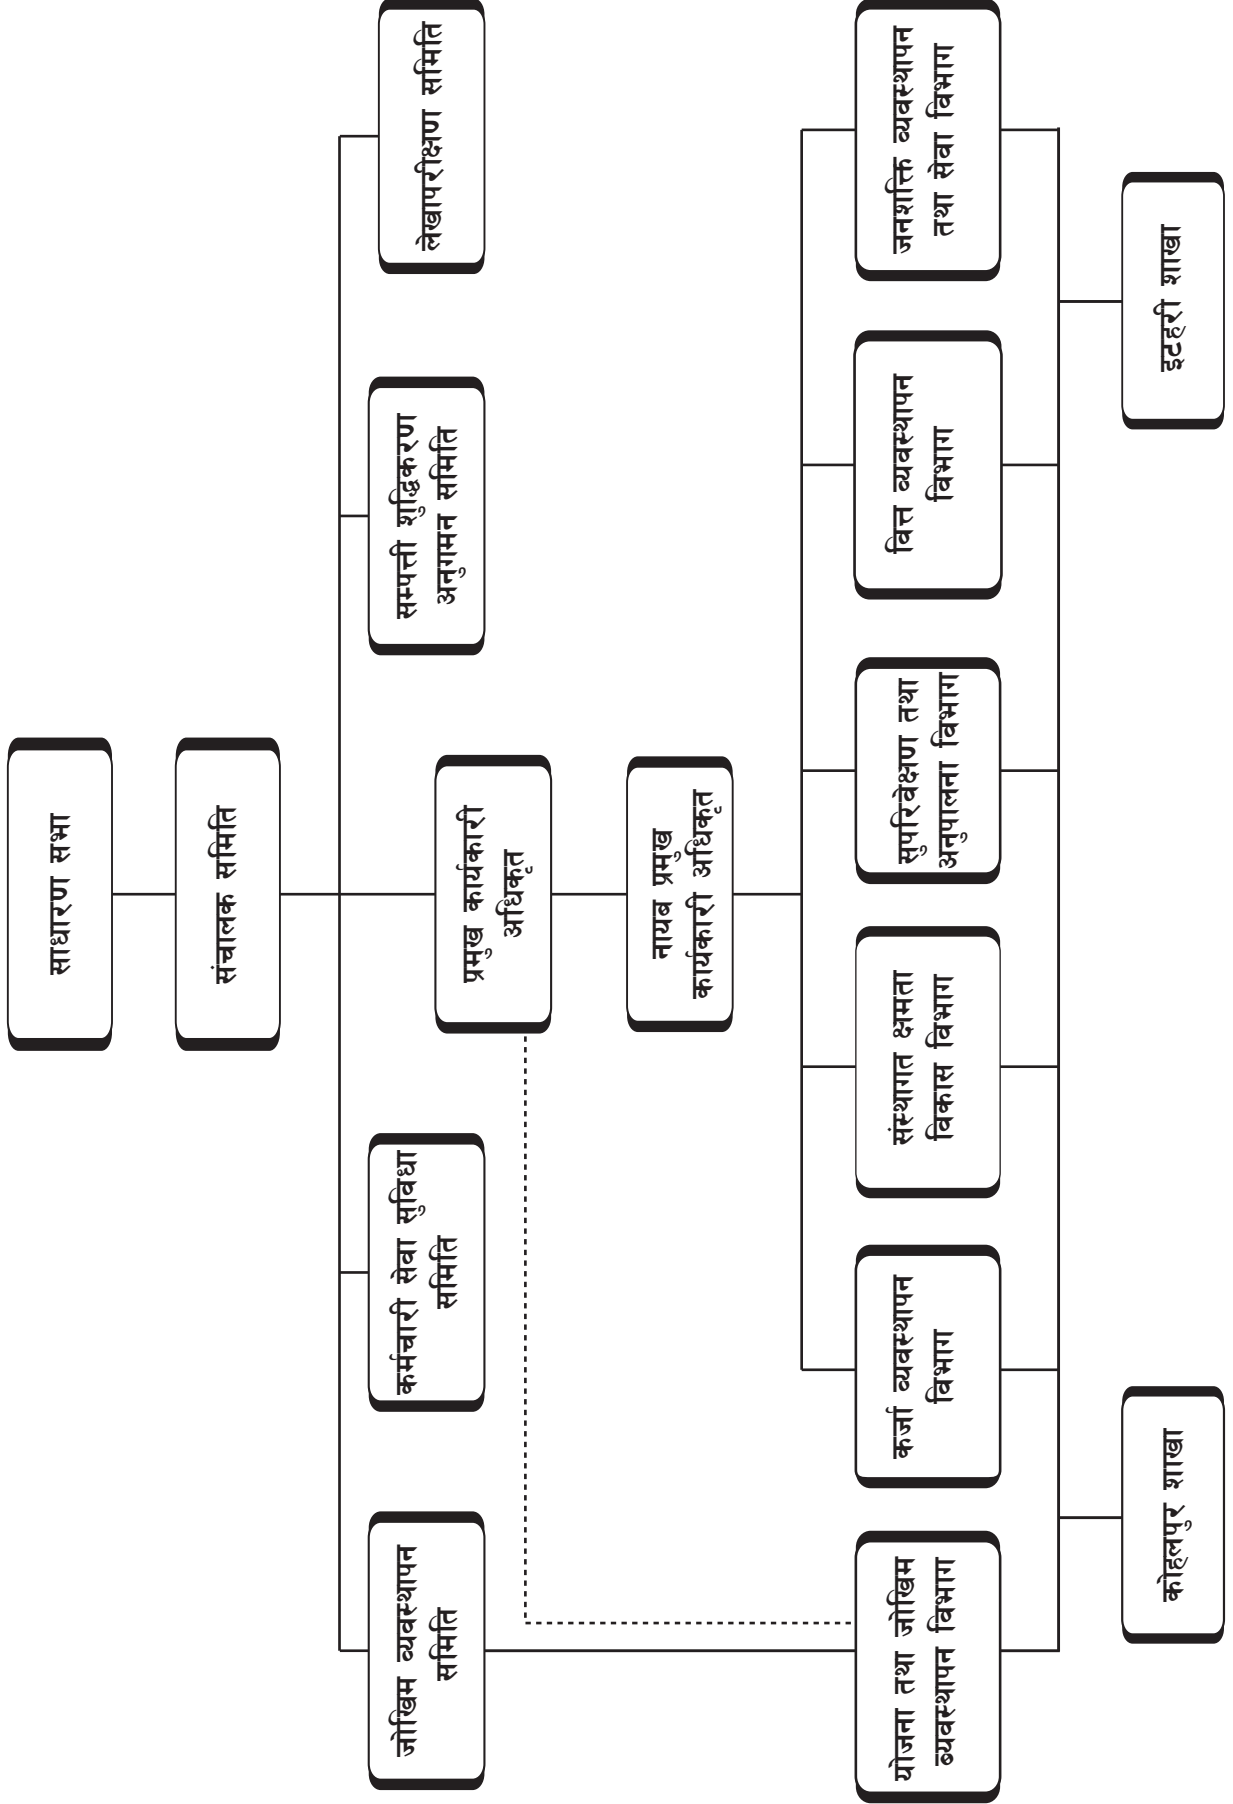 साधारण सभा
संचालक समिति
जोखिम व्यवस्थापन
समिति
कर्मचारी सेवा सुविधा
समिति
सम्पत्ती शुद्धिकरण
अनुगमन समिति
लेखापरीक्षण समिति
प्रमुख कार्यकारी
अधिकृत
नायब प्रमुख
कार्यकारी अधिकृत
योजना तथा जोखिम
ब्यवस्थापन विभाग
कर्जा व्यवस्थापन
विभाग
संस्थागत क्षमता
विकास विभाग
सुपरिवेक्षण तथा
अनुपालना विभाग
वित्त व्यवस्थापन
विभाग
जनशक्ति व्यवस्थापन
तथा सेवा विभाग
कोहलपुर शाखा
इटहरी शाखा